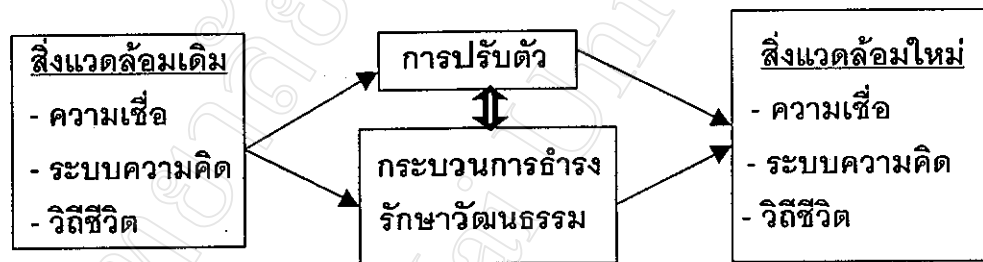 สิ่งแวดล้อมเดิม
- ความเชื่อ
- ระบบความคิด
- วิถีชีวิต
การปรับตัว
กระบวนการธำรง
รักษาวัฒนธรรม
สิ่งแวดล้อมใหม่
- ความเชื่อ
- ระบบความคิด
- วิถีชีวิต